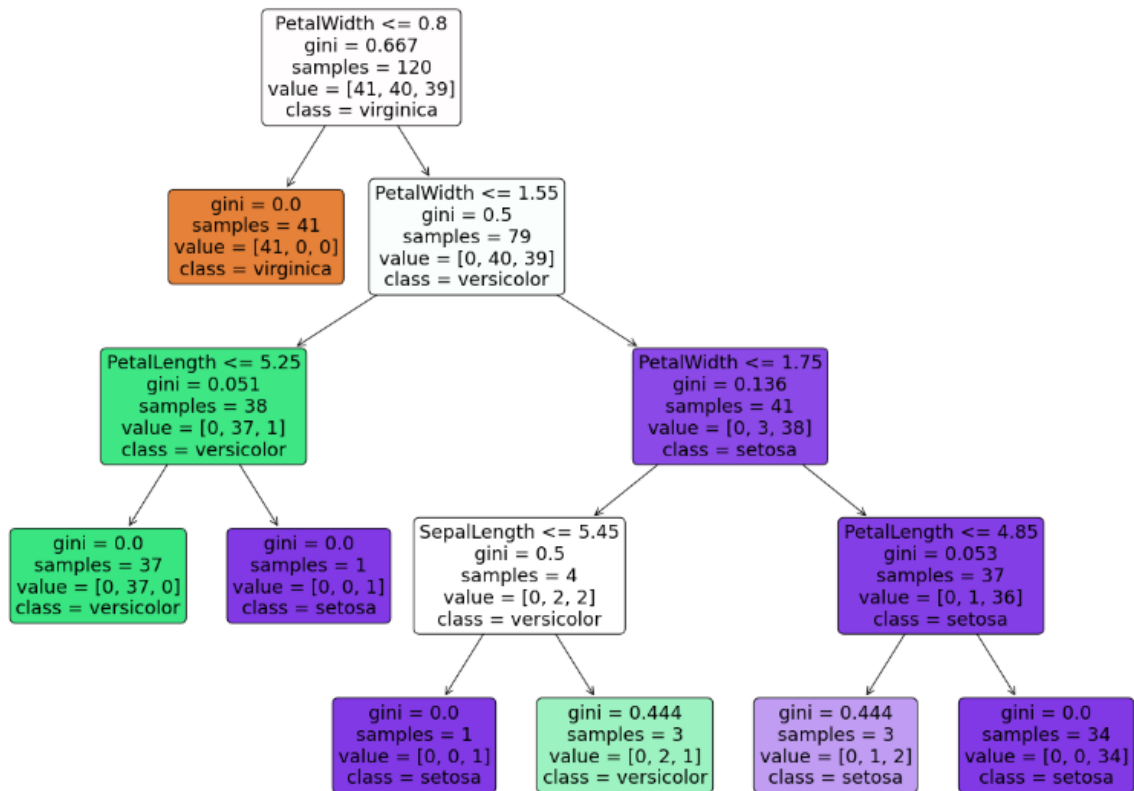 PetalWidth <= 0.8
gini = 0.667
samples = 120
value = [41, 40, 39]
class = virginica
gini = 0.0
samples = 41
value = [41, 0, 0]
class = virginica
PetalWidth <= 1.55
gini = 0.5
samples = 79
value = [0, 40, 39]
class = versicolor
PetalLength <= 5.25
gini = 0.051
samples = 38
value = [0, 37, 1]
class = versicolor
PetalWidth <= 1.75
gini = 0.136
samples = 41
value = [0, 3, 38]
class = setosa
gini = 0.0
samples = 37
value = [0, 37, 0]
class = versicolor
gini = 0.0
samples = 1
value = [0, 0, 1]
class = setosa
SepalLength <= 5.45
gini = 0.5
samples = 4
value = [0, 2, 2]
class = versicolor
PetalLength <= 4.85
gini = 0.053
samples = 37
value = [0, 1, 36]
class = setosa
gini = 0.0
samples = 1
value = [0, 0, 1]
class = setosa
gini = 0.444
samples = 3
value = [0, 2, 1]
class = versicolor
gini = 0.444
samples = 3
value = [0, 1, 2]
class = setosa
gini = 0.0
samples = 34
value = [0, 0, 34]
class = setosa